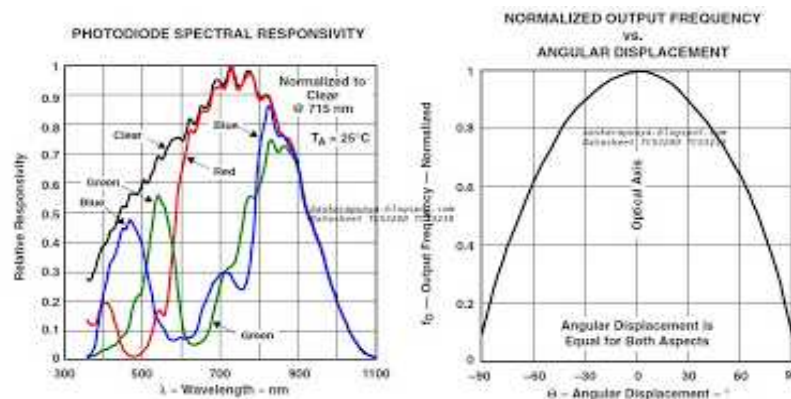 PHOTODIODE SPECTRAL RESPONSIVITY
Relative Responsivity
1
0.9
0.8
0.7
0.6
0.5
0.4
0.3
0.2
0.1
0
Normalized to
Clear
@ 715 nm
TA = 25°C
Clear
Blue
Red
Green
Blue
Green
300 500 600 700 800 900 1100
λ – Wavelength – nm
NORMALIZED OUTPUT FREQUENCY
vs.
ANGULAR DISPLACEMENT
fO — Output Frequency — Normalized
1
0.8
0.6
0.4
0.2
0
Optical Axis
Angular Displacement is
Equal for Both Aspects
–90 –60 –30 0 30 60 90
Θ – Angular Displacement – °